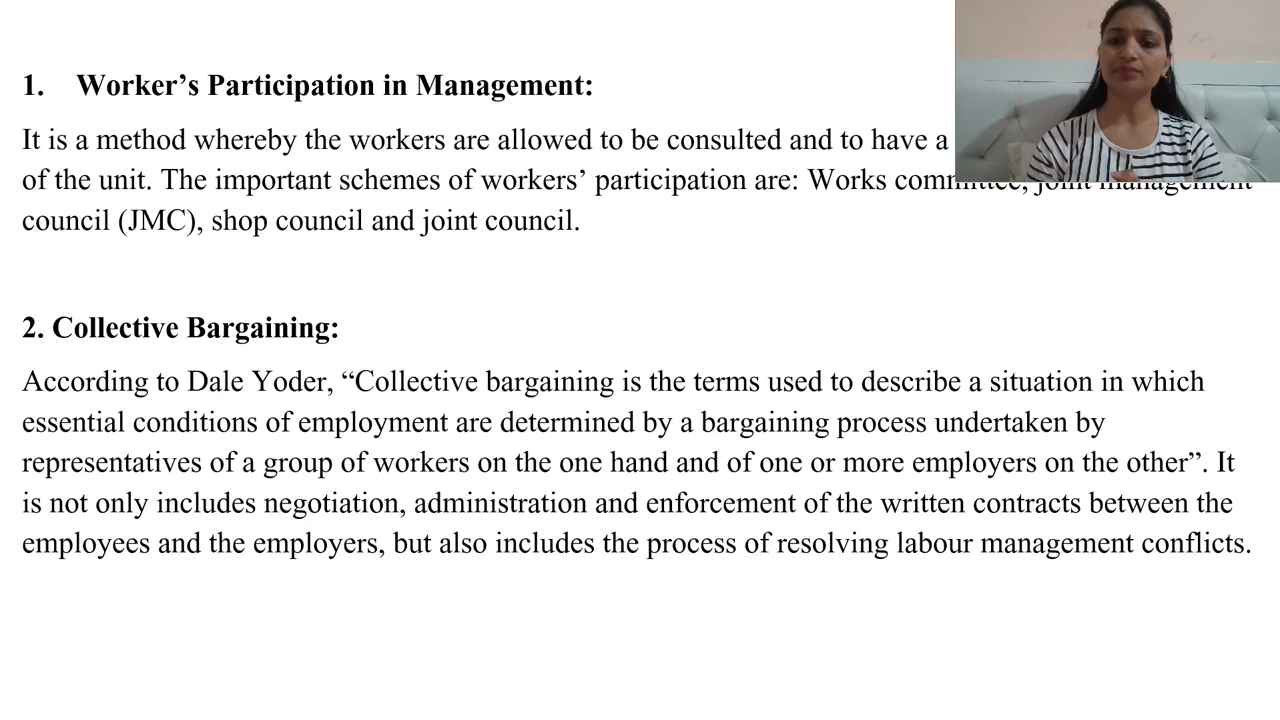 1. Worker’s Participation in Management:
It is a method whereby the workers are allowed to be consulted and to have a
of the unit. The important schemes of workers’ participation are: Works committee, joint management
council (JMC), shop council and joint council.
2. Collective Bargaining:
According to Dale Yoder, “Collective bargaining is the terms used to describe a situation in which
essential conditions of employment are determined by a bargaining process undertaken by
representatives of a group of workers on the one hand and of one or more employers on the other”. It
is not only includes negotiation, administration and enforcement of the written contracts between the
employees and the employers, but also includes the process of resolving labour management conflicts.